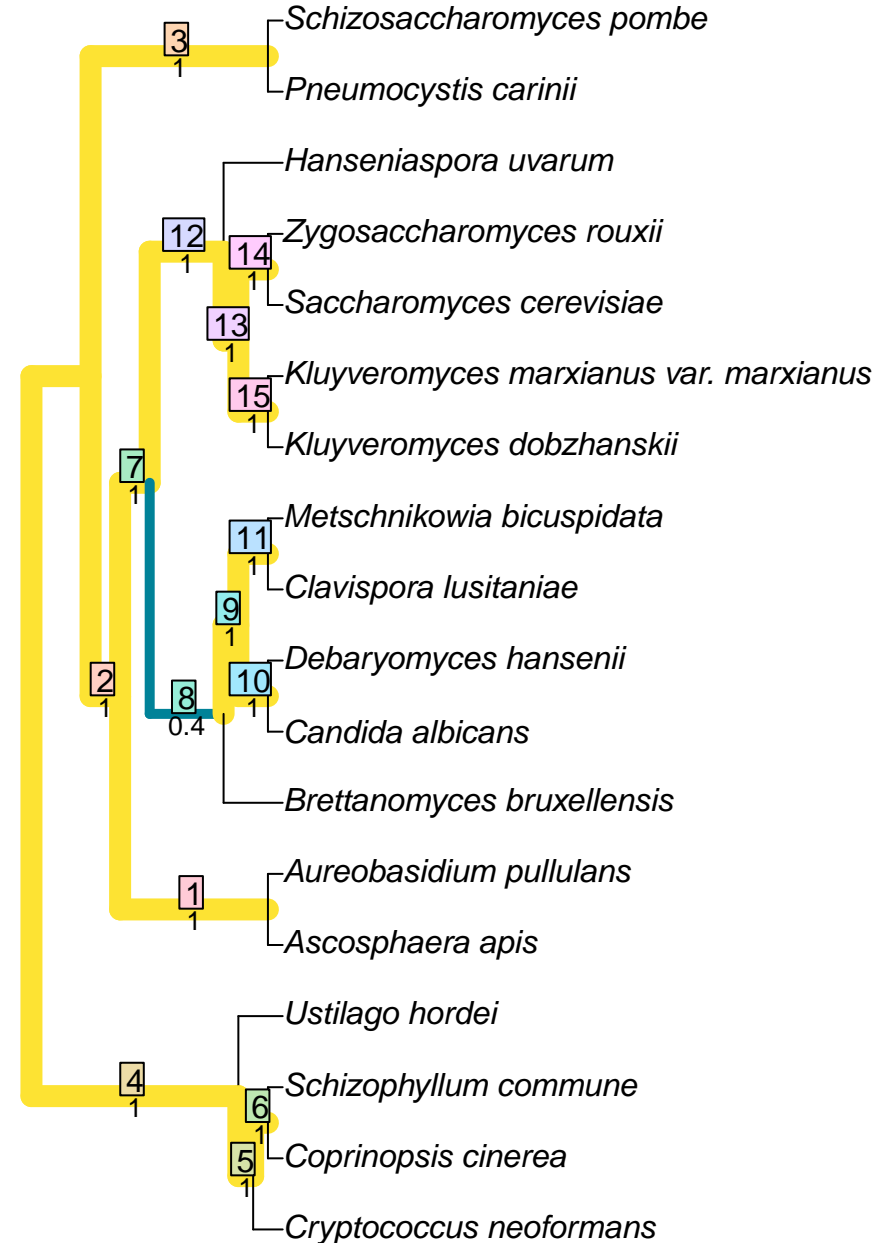 Schizosaccharomyces pombe
3
1
Pneumocystis carinii
Hanseniaspora uvarum
12
1
Zygosaccharomyces rouxii
14
1
Saccharomyces cerevisiae
13
1
Kluyveromyces marxianus var. marxianus
15
1
Kluyveromyces dobzhanskii
7
1
Metschnikowia bicuspidata
11
1
Clavispora lusitaniae
9
1
Debaryomyces hansenii
2
1
10
1
8
0.4
Candida albicans
Brettanomyces bruxellensis
Aureobasidium pullulans
1
1
Ascosphaera apis
Ustilago hordei
4
1
Schizophyllum commune
6
1
Coprinopsis cinerea
5
1
Cryptococcus neoformans